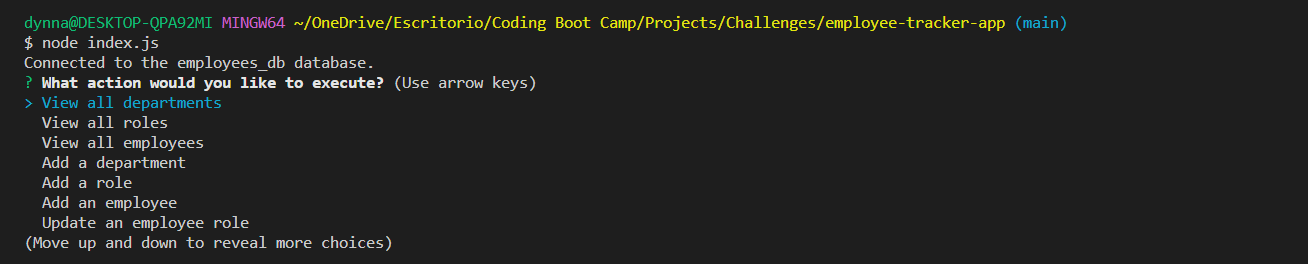 dynna@DESKTOP-QPA92MI MINGW64 ~/OneDrive/Escritorio/Coding Boot Camp/Projects/Challenges/employee-tracker-app (main)
$ node index.js
Connected to the employees_db database.
? What action would you like to execute? (Use arrow keys)
> View all departments
  View all roles
  View all employees
  Add a department
  Add a role
  Add an employee
  Update an employee role
(Move up and down to reveal more choices)